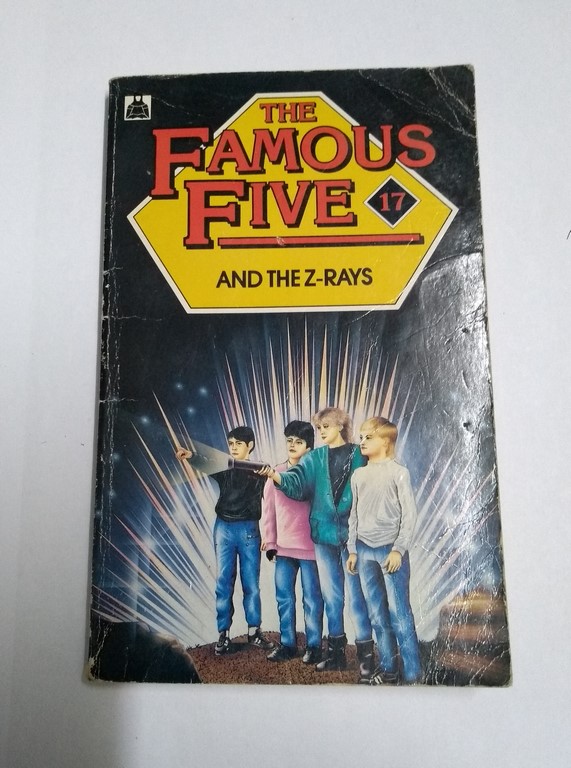 THE
FAMOUS
FIVE 17
AND THE Z-RAYS